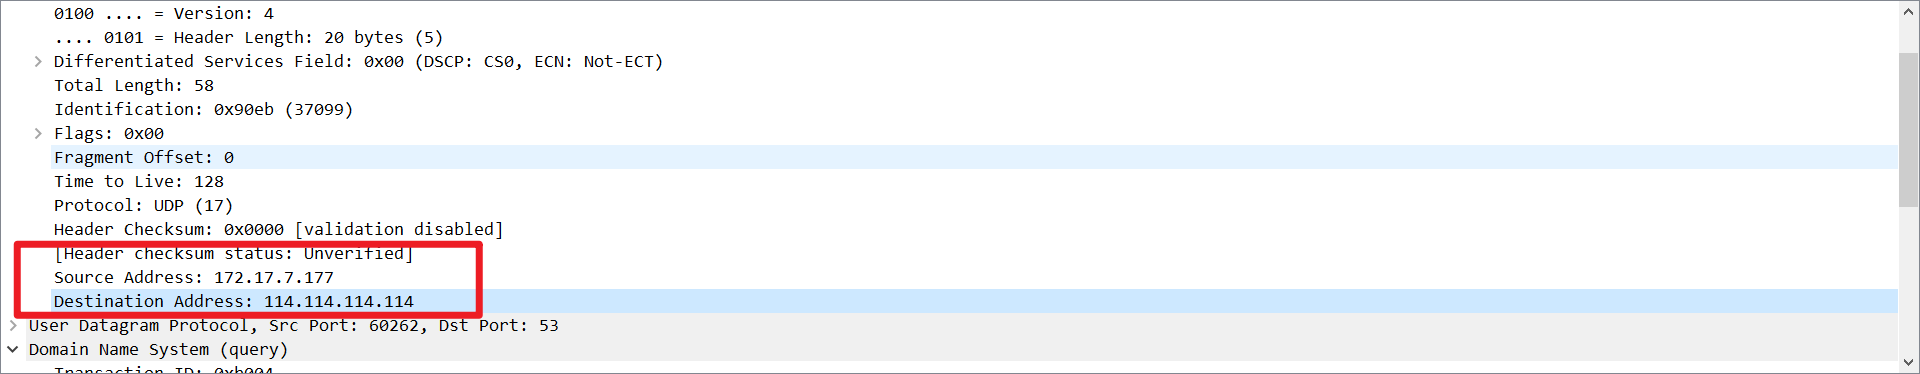 0100 .... = Version: 4
.... 0101 = Header Length: 20 bytes (5)
Differentiated Services Field: 0x00 (DSCP: CS0, ECN: Not-ECT)
Total Length: 58
Identification: 0x90eb (37099)
Flags: 0x00
Fragment Offset: 0
Time to Live: 128
Protocol: UDP (17)
Header Checksum: 0x0000 [validation disabled]
[Header checksum status: Unverified]
Source Address: 172.17.7.177
Destination Address: 114.114.114.114
User Datagram Protocol, Src Port: 60262, Dst Port: 53
Domain Name System (query)
Transaction ID: 0xb004